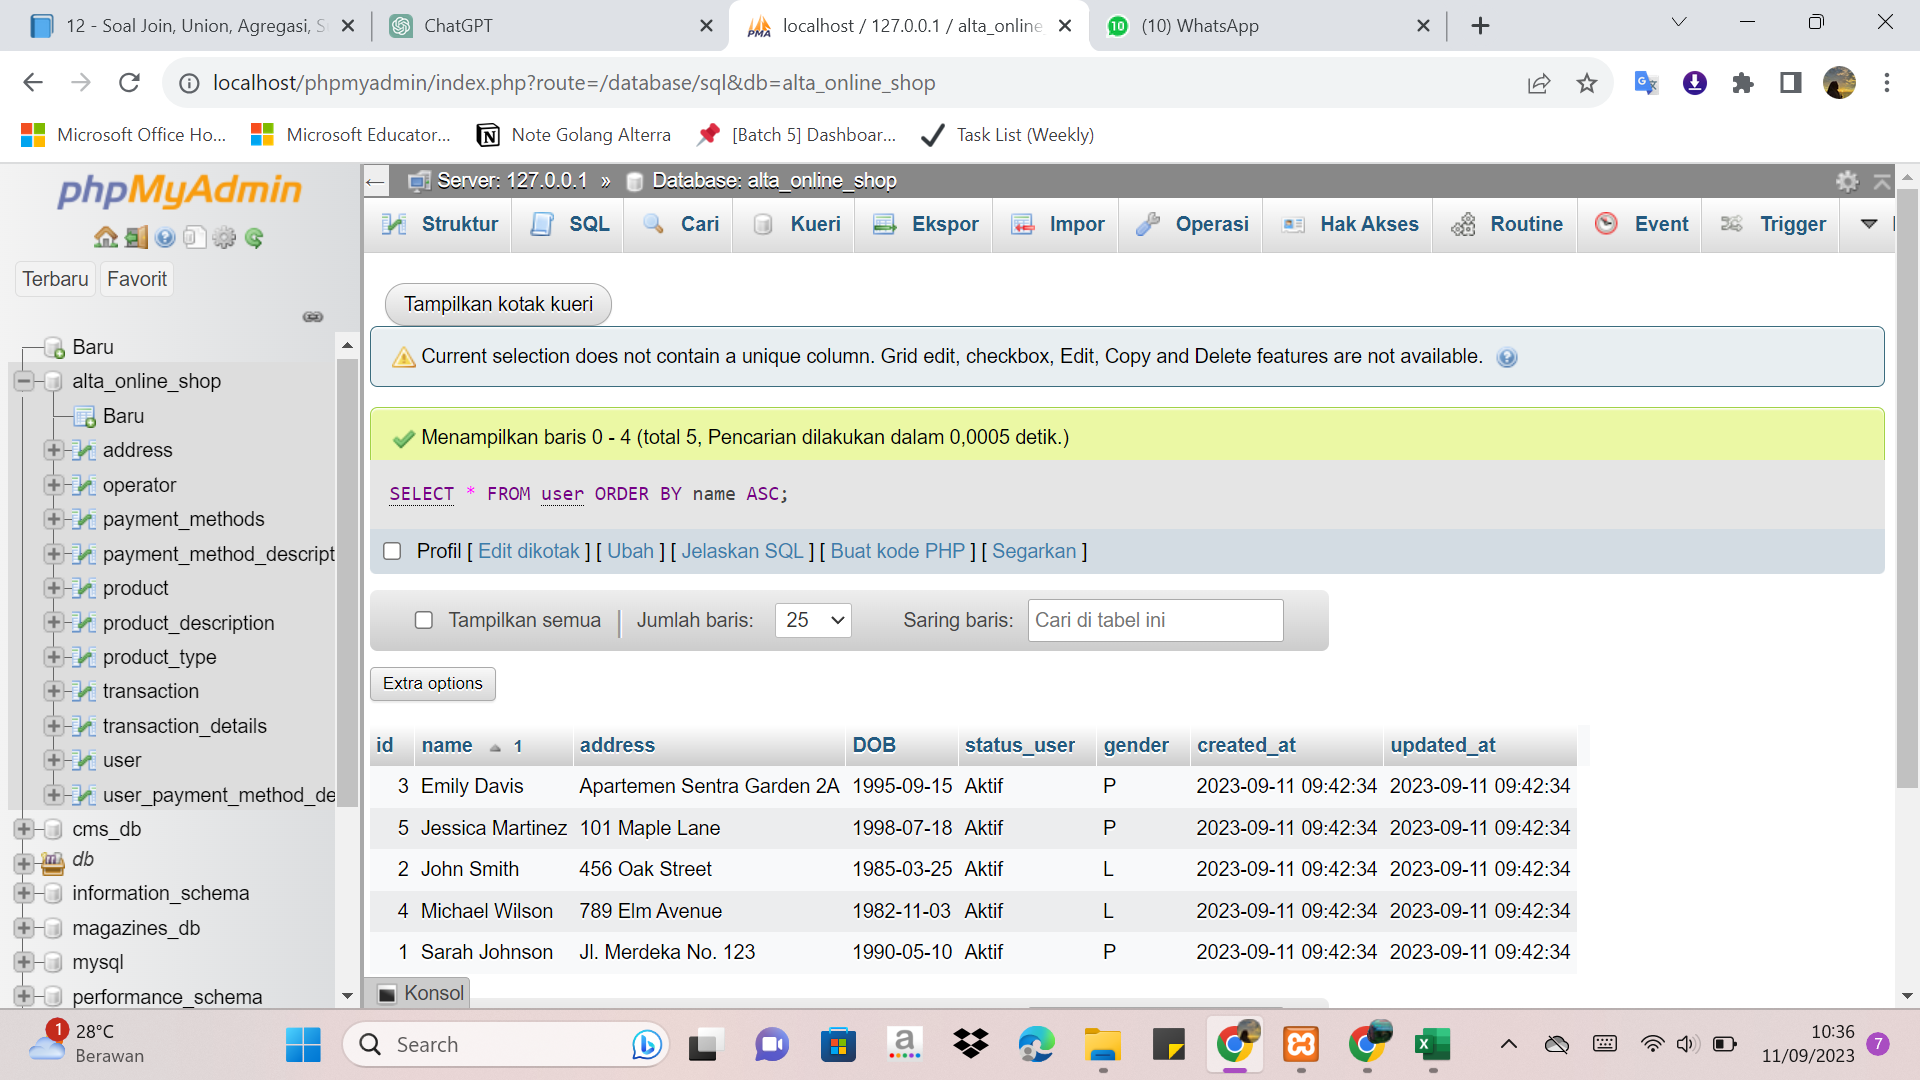 12 - Soal Join, Union, Agregasi, S
ChatGPT
localhost / 127.0.0.1 / alta_online
(10) WhatsApp
localhost/phpmyadmin/index.php?route=/database/sql&db=alta_online_shop
Microsoft Office Ho...
Microsoft Educator...
Note Golang Alterra
[Batch 5] Dashboar...
Task List (Weekly)
phpMyAdmin
Terbaru
Favorit
Baru
alta_online_shop
Baru
address
operator
payment_methods
payment_method_descript
product
product_description
product_type
transaction
transaction_details
user
user_payment_method_de
cms_db
db
information_schema
magazines_db
mysql
performance_schema
Server: 127.0.0.1 » Database: alta_online_shop
Struktur
SQL
Cari
Kueri
Ekspor
Impor
Operasi
Hak Akses
Routine
Event
Trigger
Tampilkan kotak kueri
Current selection does not contain a unique column. Grid edit, checkbox, Edit, Copy and Delete features are not available.
Menampilkan baris 0 - 4 (total 5, Pencarian dilakukan dalam 0,0005 detik.)
SELECT * FROM user ORDER BY name ASC;
Profil [ Edit dikotak ] [ Ubah ] [ Jelaskan SQL ] [ Buat kode PHP ] [ Segarkan ]
Tampilkan semua
Jumlah baris: 25
Saring baris: Cari di tabel ini
Extra options
id name 1 address DOB status_user gender created_at updated_at
3 Emily Davis Apartemen Sentra Garden 2A 1995-09-15 Aktif P 2023-09-11 09:42:34 2023-09-11 09:42:34
5 Jessica Martinez 101 Maple Lane 1998-07-18 Aktif P 2023-09-11 09:42:34 2023-09-11 09:42:34
2 John Smith 456 Oak Street 1985-03-25 Aktif L 2023-09-11 09:42:34 2023-09-11 09:42:34
4 Michael Wilson 789 Elm Avenue 1982-11-03 Aktif L 2023-09-11 09:42:34 2023-09-11 09:42:34
1 Sarah Johnson Jl. Merdeka No. 123 1990-05-10 Aktif P 2023-09-11 09:42:34 2023-09-11 09:42:34
Konsol
1
28°C
Berawan
Search
10:36
11/09/2023
7